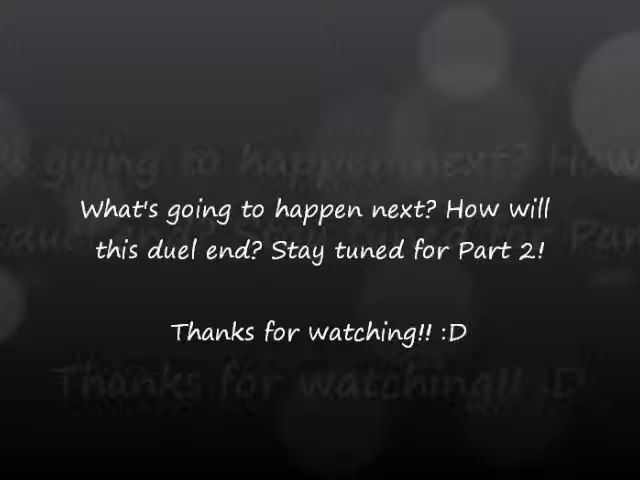 What's going to happen next? How will
this duel end? Stay tuned for Part 2!
Thanks for watching!! :D